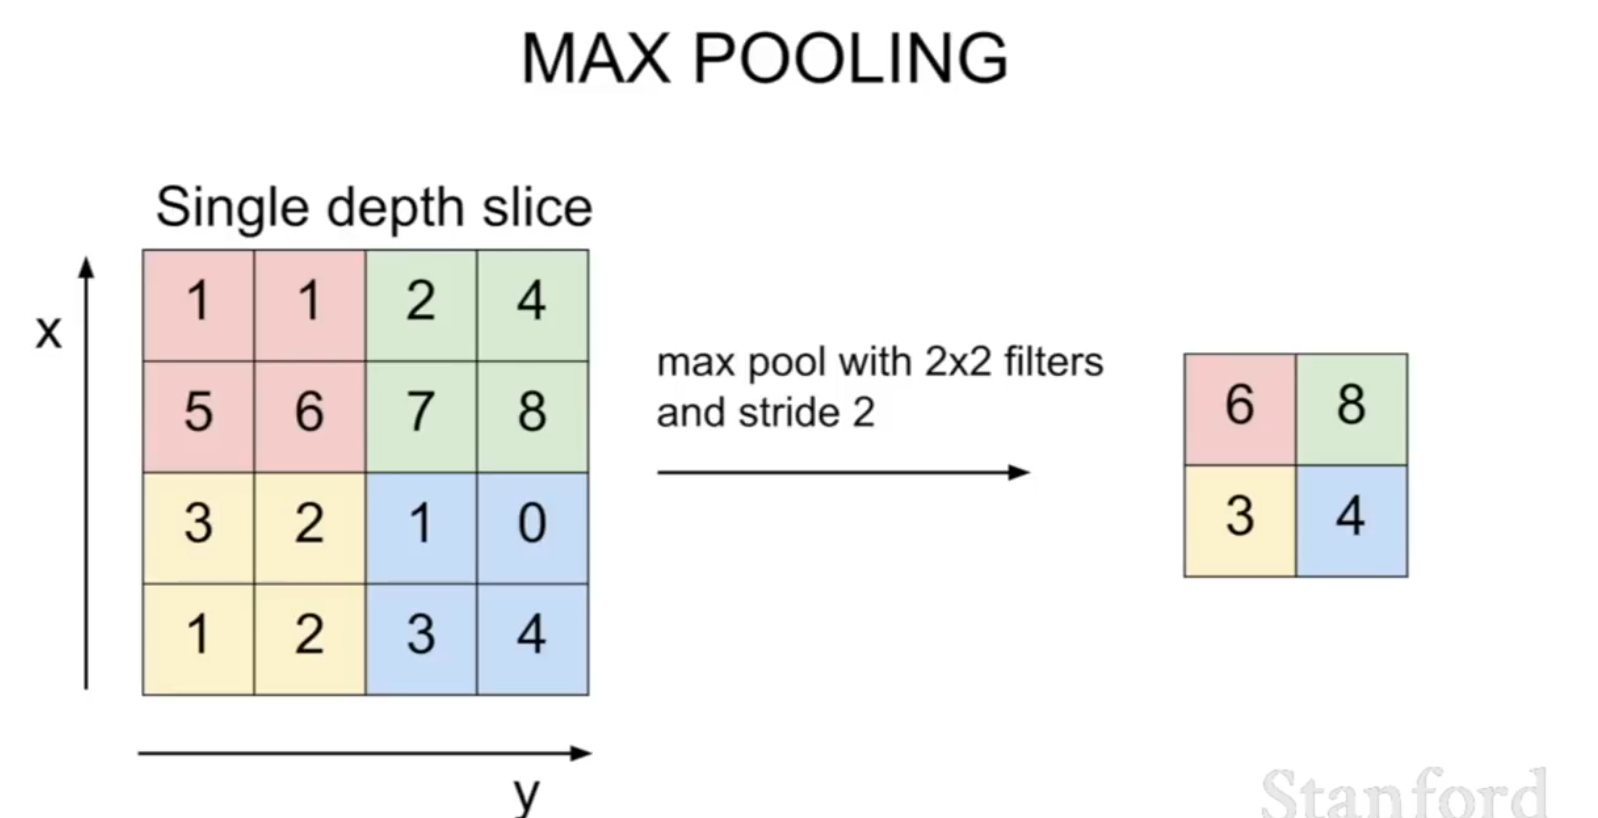 MAX POOLING
Single depth slice
x
1 1 2 4
5 6 7 8
3 2 1 0
1 2 3 4
y
max pool with 2x2 filters
and stride 2
6 8
3 4
Stanford